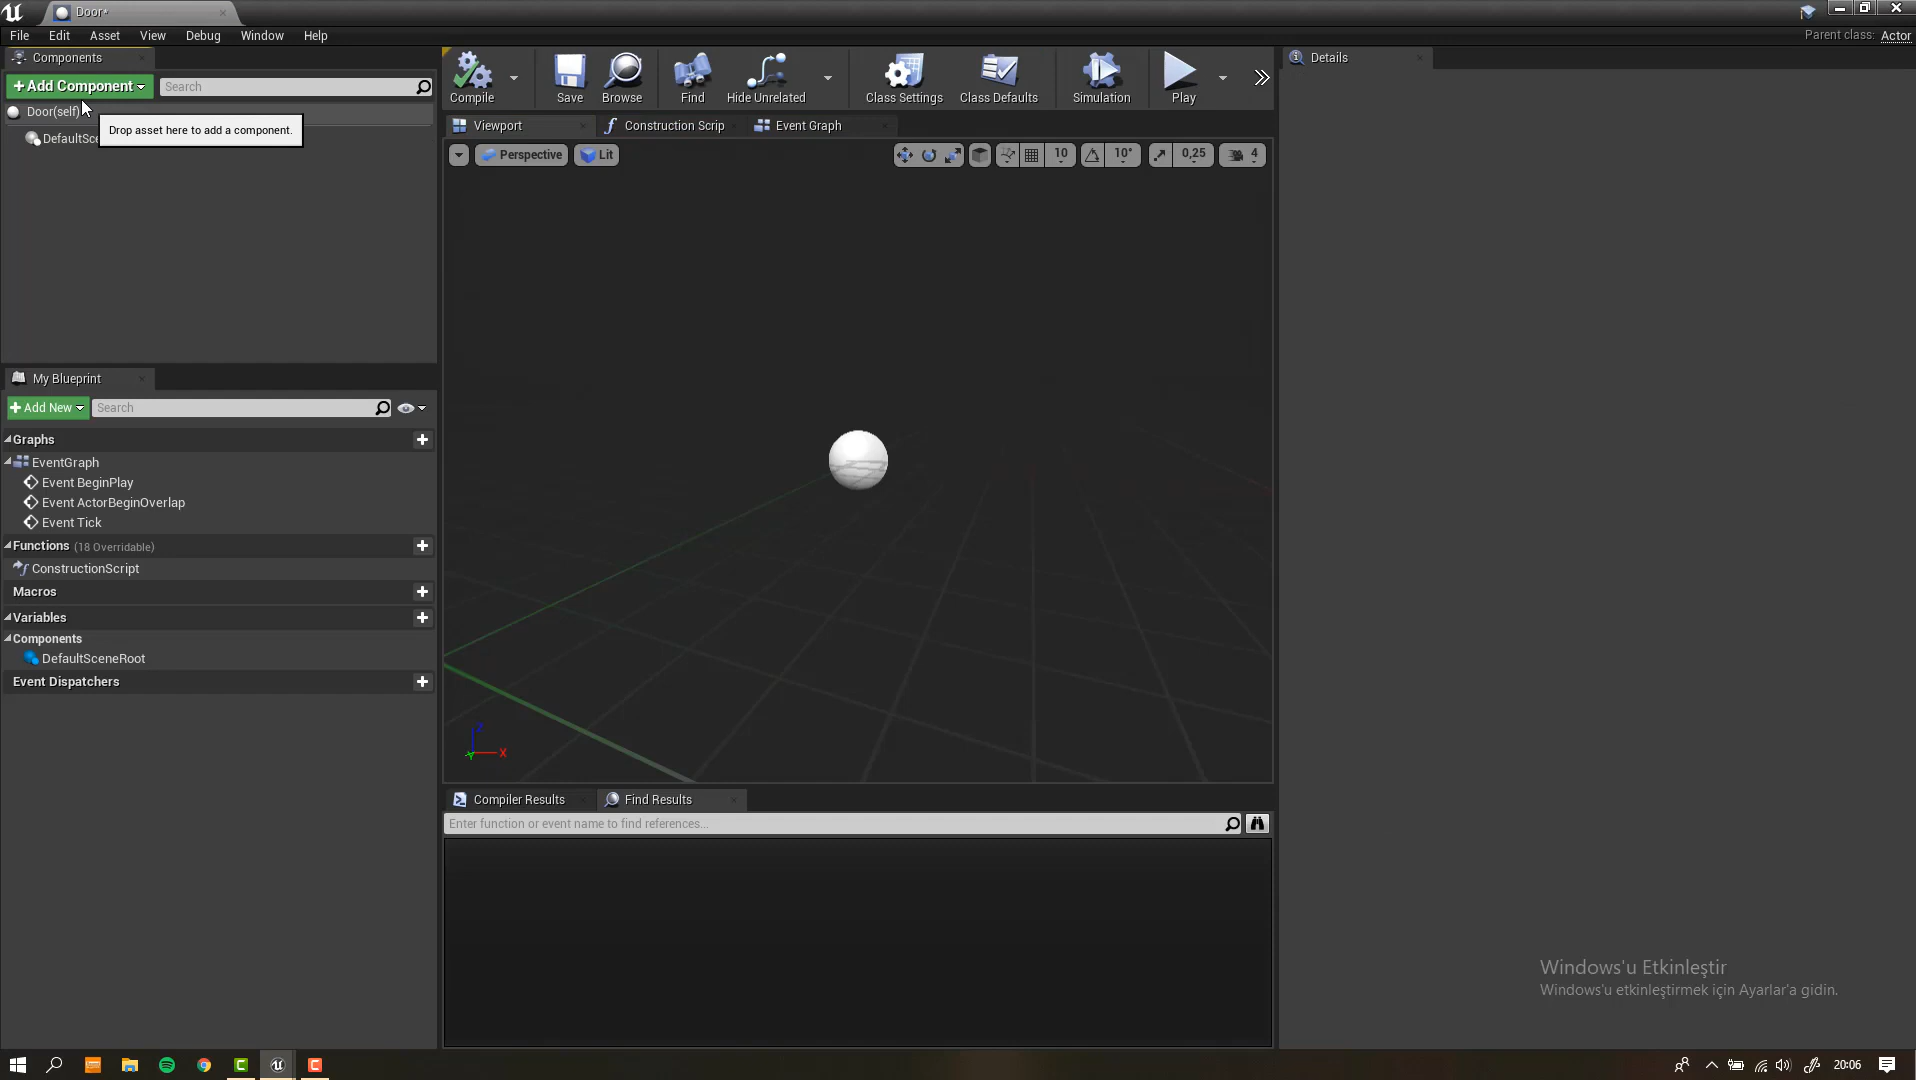 Door*
File Edit Asset View Debug Window Help
Parent class: Actor
Components
+ Add Component
Search
Door(self)
DefaultSce
Drop asset here to add a component.
Compile
Save
Browse
Find
Hide Unrelated
Class Settings
Class Defaults
Simulation
Play
Details
Viewport
Construction Scrip
Event Graph
Perspective
Lit
10
10°
0,25
4
X
Z
Y
My Blueprint
+ Add New
Search
Graphs
EventGraph
Event BeginPlay
Event ActorBeginOverlap
Event Tick
Functions (18 Overridable)
ConstructionScript
Macros
Variables
Components
DefaultSceneRoot
Event Dispatchers
Compiler Results
Find Results
Enter function or event name to find references...
Windows'u Etkinleştir
Windows'u etkinleştirmek için Ayarlar'a gidin.
20:06